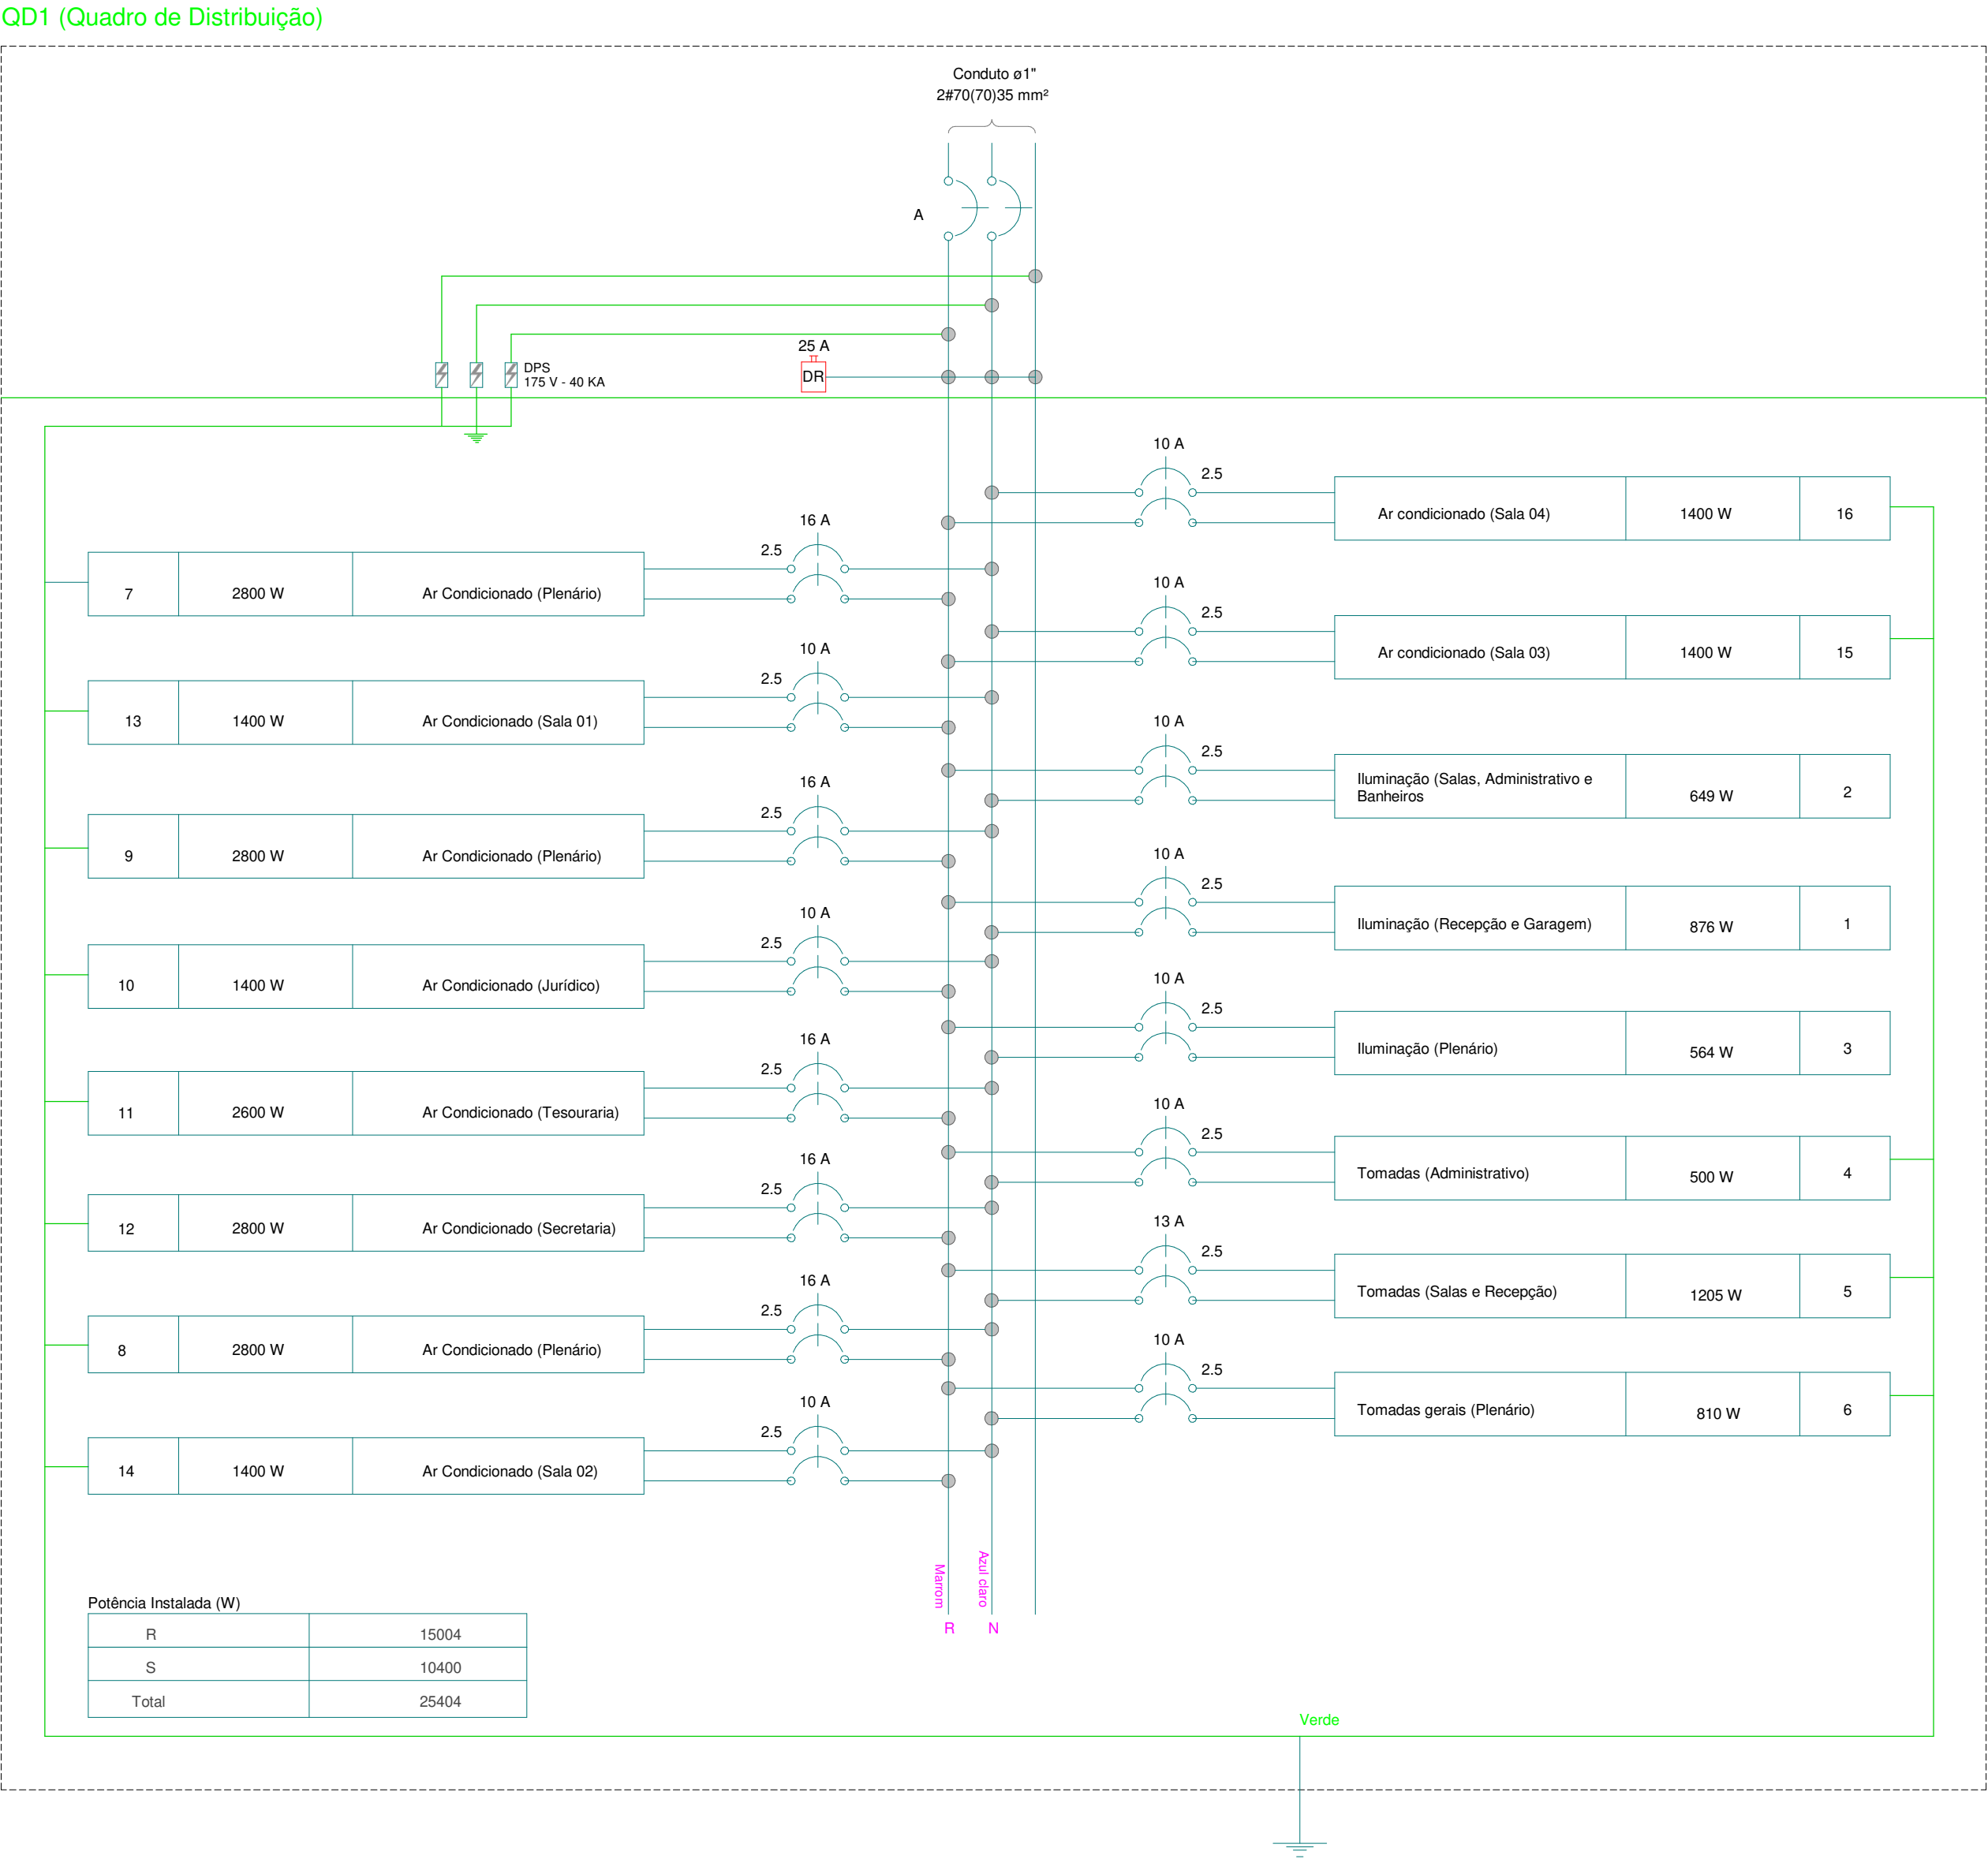 QD1 (Quadro de Distribuição)
Conduto ø1"
2#70(70)35 mm²
A
25 A
DR
DPS
175 V - 40 KA
16 A
2.5
7 2800 W Ar Condicionado (Plenário)
10 A
2.5
13 1400 W Ar Condicionado (Sala 01)
16 A
2.5
9 2800 W Ar Condicionado (Plenário)
10 A
2.5
10 1400 W Ar Condicionado (Jurídico)
16 A
2.5
11 2600 W Ar Condicionado (Tesouraria)
16 A
2.5
12 2800 W Ar Condicionado (Secretaria)
16 A
2.5
8 2800 W Ar Condicionado (Plenário)
10 A
2.5
14 1400 W Ar Condicionado (Sala 02)
10 A
2.5
Ar condicionado (Sala 04) 1400 W 16
10 A
2.5
Ar condicionado (Sala 03) 1400 W 15
10 A
2.5
Iluminação (Salas, Administrativo e
Banheiros 649 W 2
10 A
2.5
Iluminação (Recepção e Garagem) 876 W 1
10 A
2.5
Iluminação (Plenário) 564 W 3
10 A
2.5
Tomadas (Administrativo) 500 W 4
13 A
2.5
Tomadas (Salas e Recepção) 1205 W 5
10 A
2.5
Tomadas gerais (Plenário) 810 W 6
Marrom
Azul claro
R N
Potência Instalada (W)
R 15004
S 10400
Total 25404
Verde